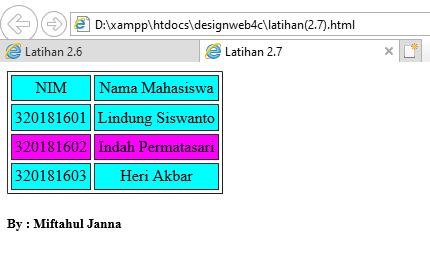 D:\xampp\htdocs\designweb4c\latihan(2.7).html
Latihan 2.6 Latihan 2.7
NIM Nama Mahasiswa
320181601 Lindung Siswanto
320181602 Indah Permatasari
320181603 Heri Akbar
By : Miftahul Janna